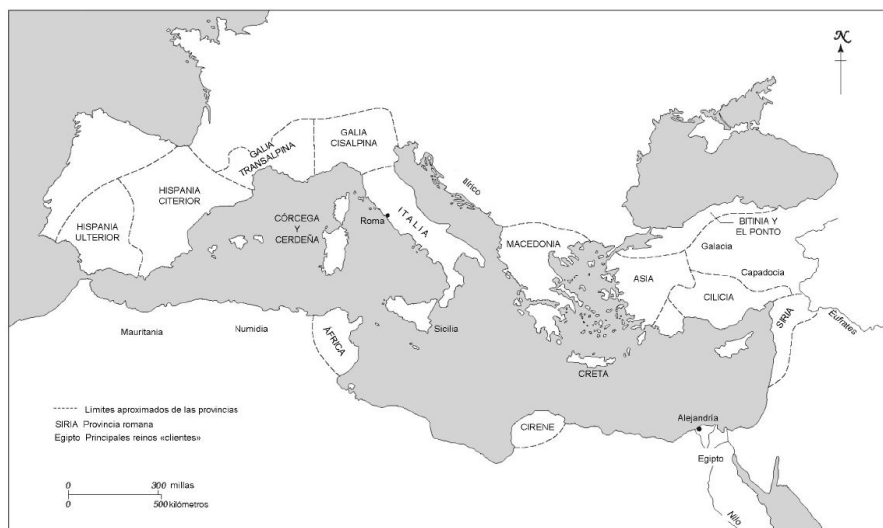 N
GALIA
TRANSALPINA
GALIA
CISALPINA
HISPANIA
CITERIOR
HISPANIA
ULTERIOR
CÓRCEGA
Y
CERDEÑA
Roma
ITALIA
Ilírico
MACEDONIA
BITINIA Y
EL PONTO
Galacia
ASIA
Capadocia
CILICIA
SIRIA
Éufrates
Mauritania
Numidia
ÁFRICA
Sicilia
CRETA
CIRENE
Alejandría
Egipto
Nilo
Límites aproximados de las provincias
SIRIA Provincia romana
Egipto Principales reinos «clientes»
0 300 millas
0 500 kilómetros